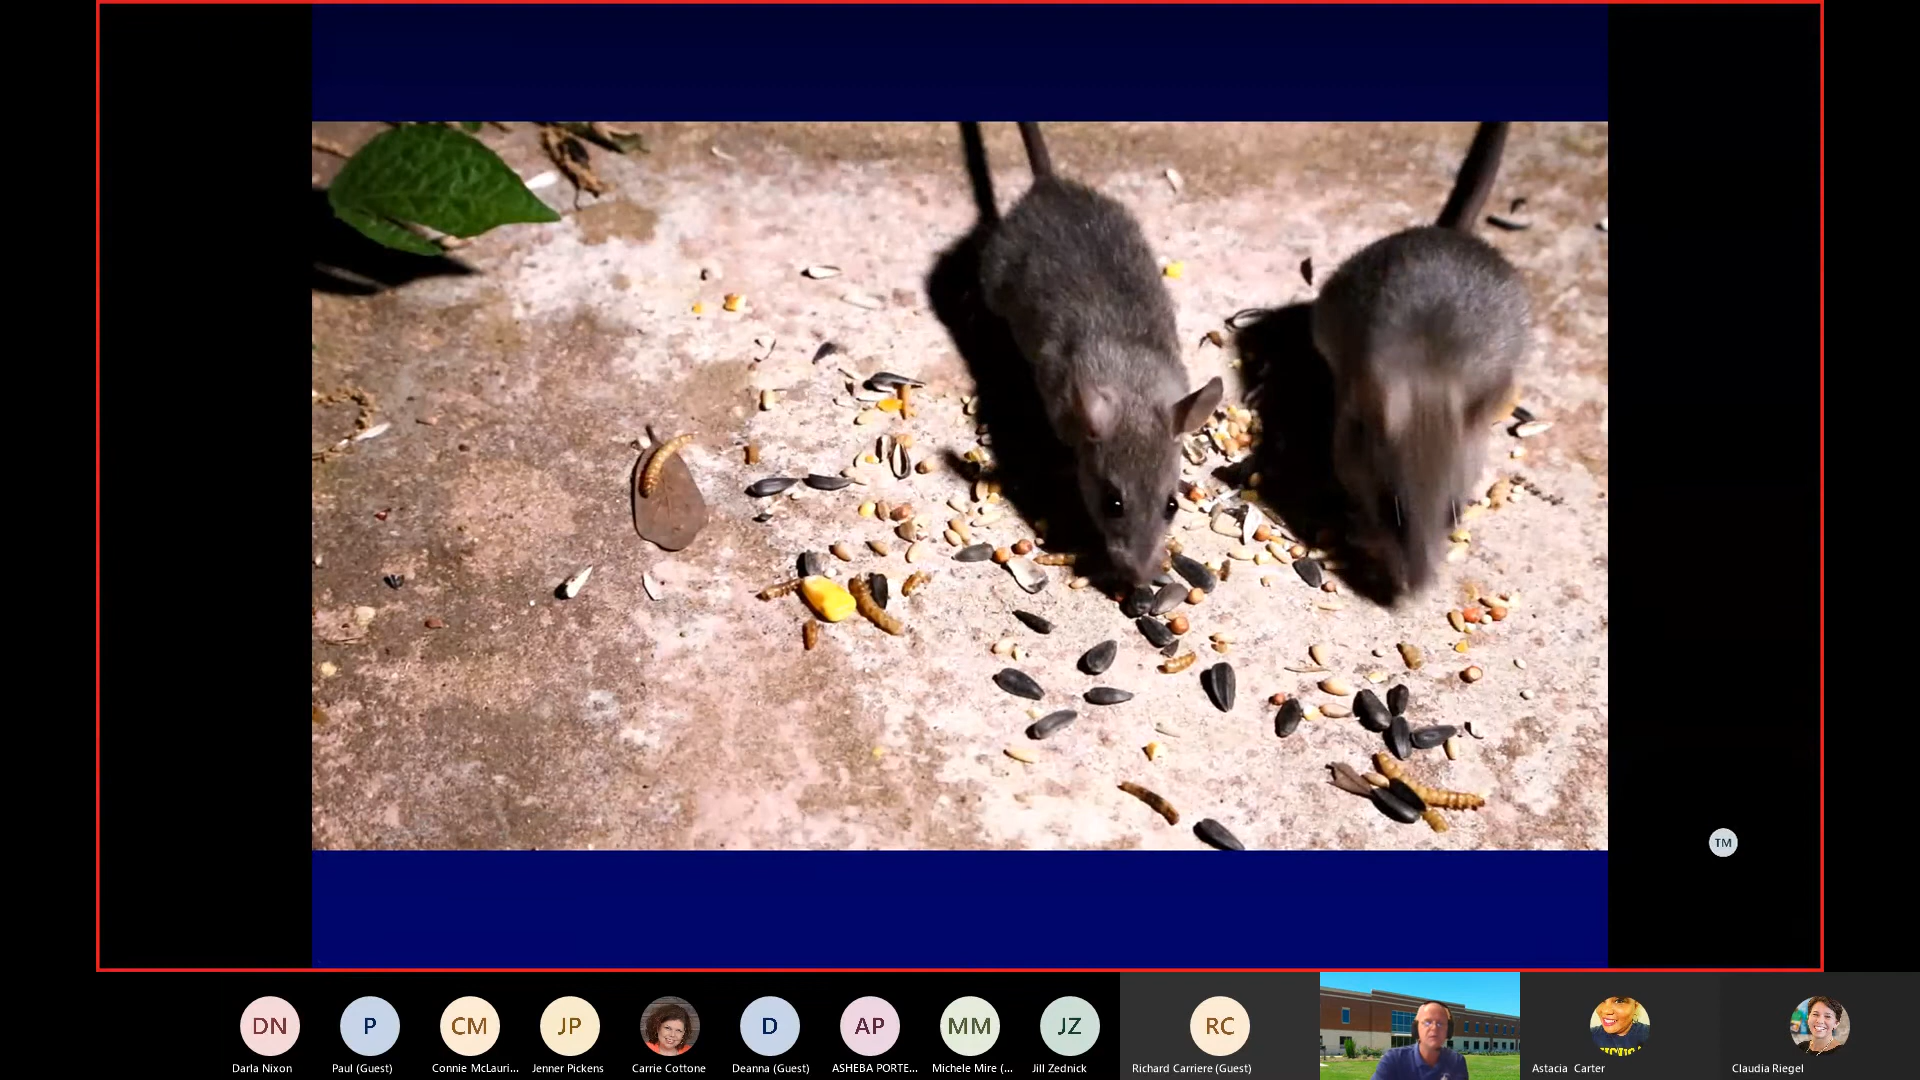 TM
DN
P
CM
JP
D
AP
MM
JZ
RC
Darla Nixon
Paul (Guest)
Connie McLauri...
Jenner Pickens
Carrie Cottone
Deanna (Guest)
ASHEBA PORTE...
Michele Mire (...
Jill Zednick
Richard Carriere (Guest)
Astacia Carter
Claudia Riegel